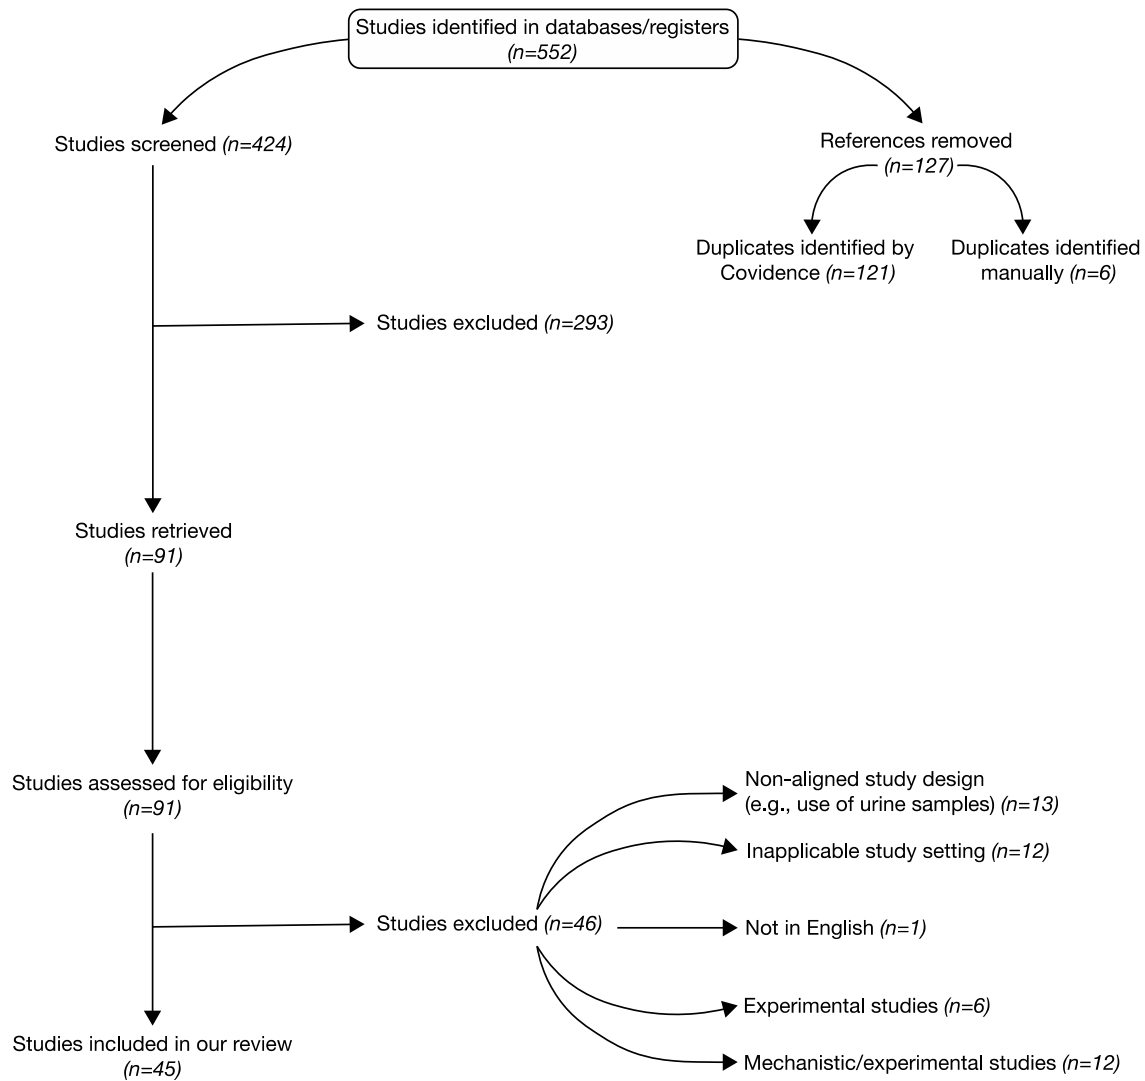 Studies identified in databases/registers
(n=552)
Studies screened (n=424)
References removed
(n=127)
Duplicates identified by
Covidence (n=121)
Duplicates identified
manually (n=6)
Studies excluded (n=293)
Studies retrieved
(n=91)
Studies assessed for eligibility
(n=91)
Non-aligned study design
(e.g., use of urine samples) (n=13)
Inapplicable study setting (n=12)
Studies excluded (n=46)
Not in English (n=1)
Experimental studies (n=6)
Mechanistic/experimental studies (n=12)
Studies included in our review
(n=45)